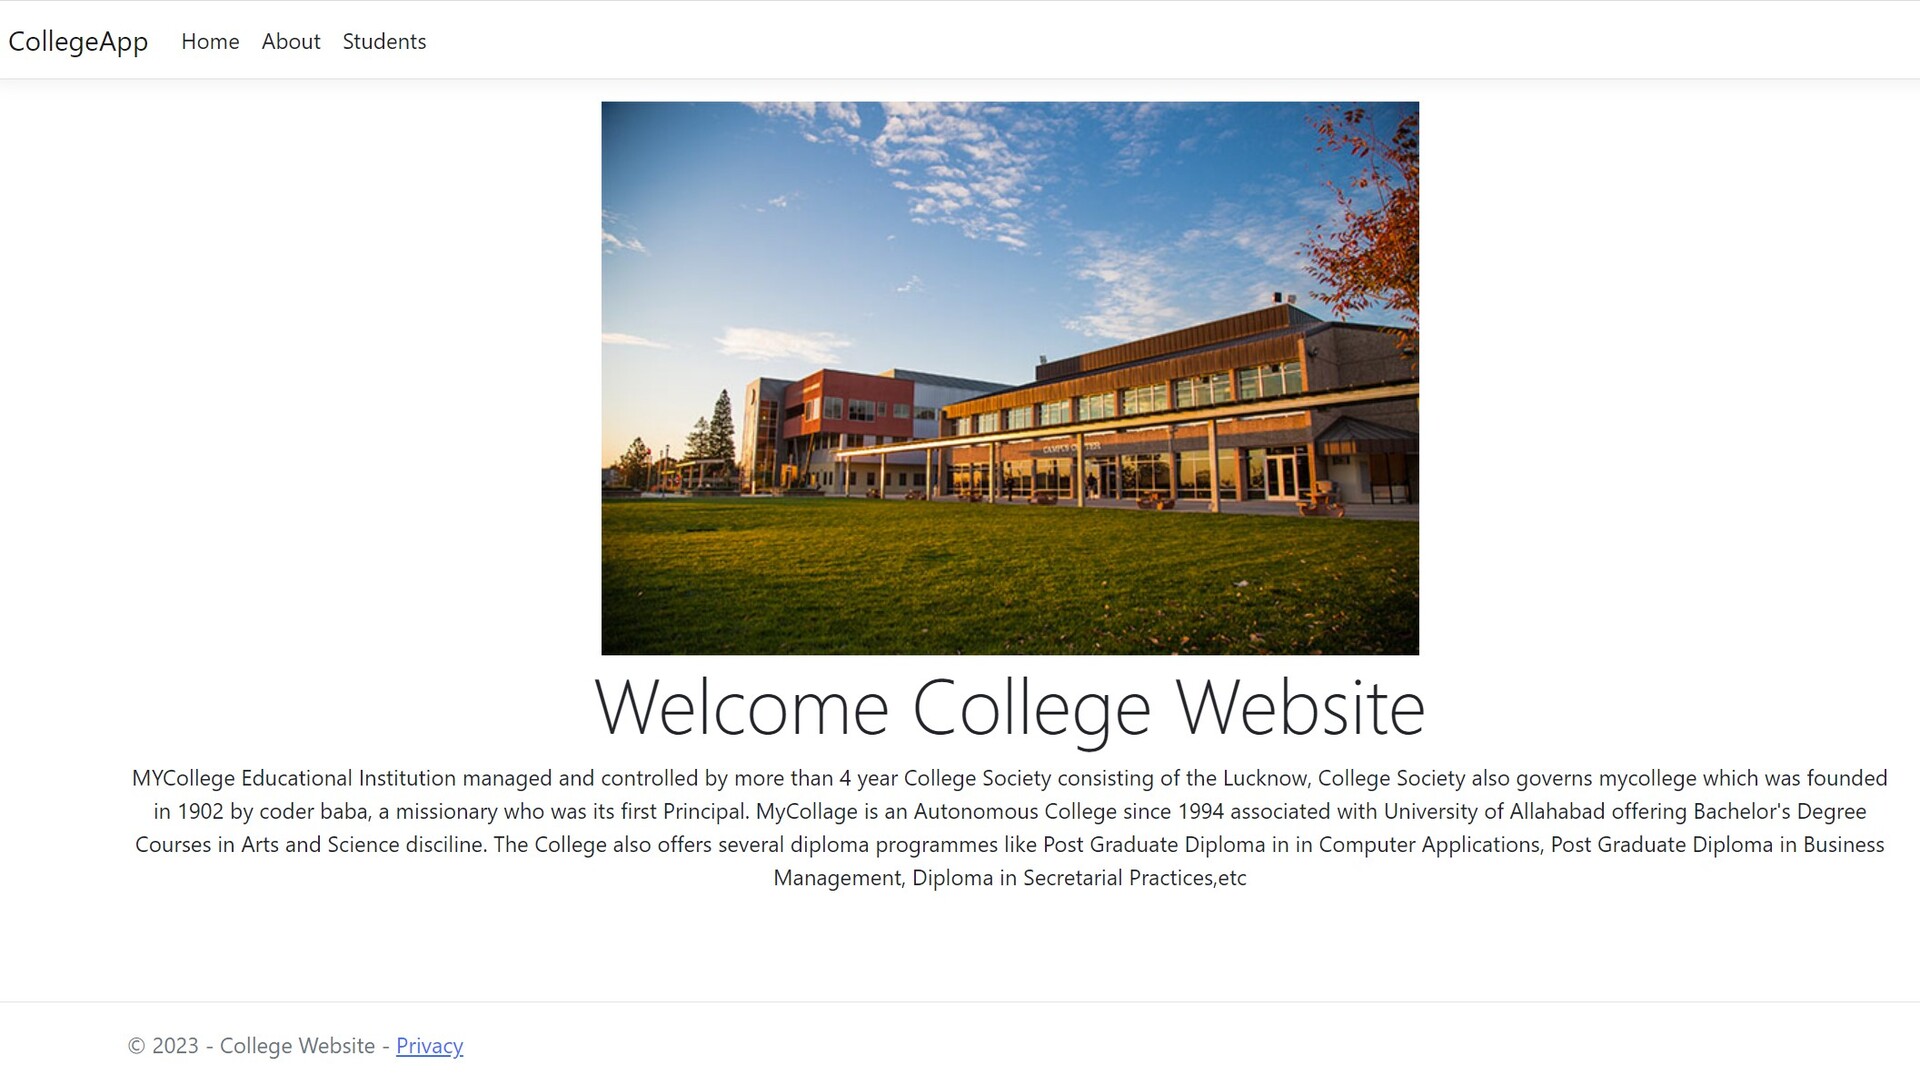 CollegeApp Home About Students
CAMPUS CENTER
Welcome College Website
MYCollege Educational Institution managed and controlled by more than 4 year College Society consisting of the Lucknow, College Society also governs mycollege which was founded
in 1902 by coder baba, a missionary who was its first Principal. MyCollage is an Autonomous College since 1994 associated with University of Allahabad offering Bachelor's Degree
Courses in Arts and Science disciline. The College also offers several diploma programmes like Post Graduate Diploma in in Computer Applications, Post Graduate Diploma in Business
Management, Diploma in Secretarial Practices,etc
© 2023 - College Website - Privacy